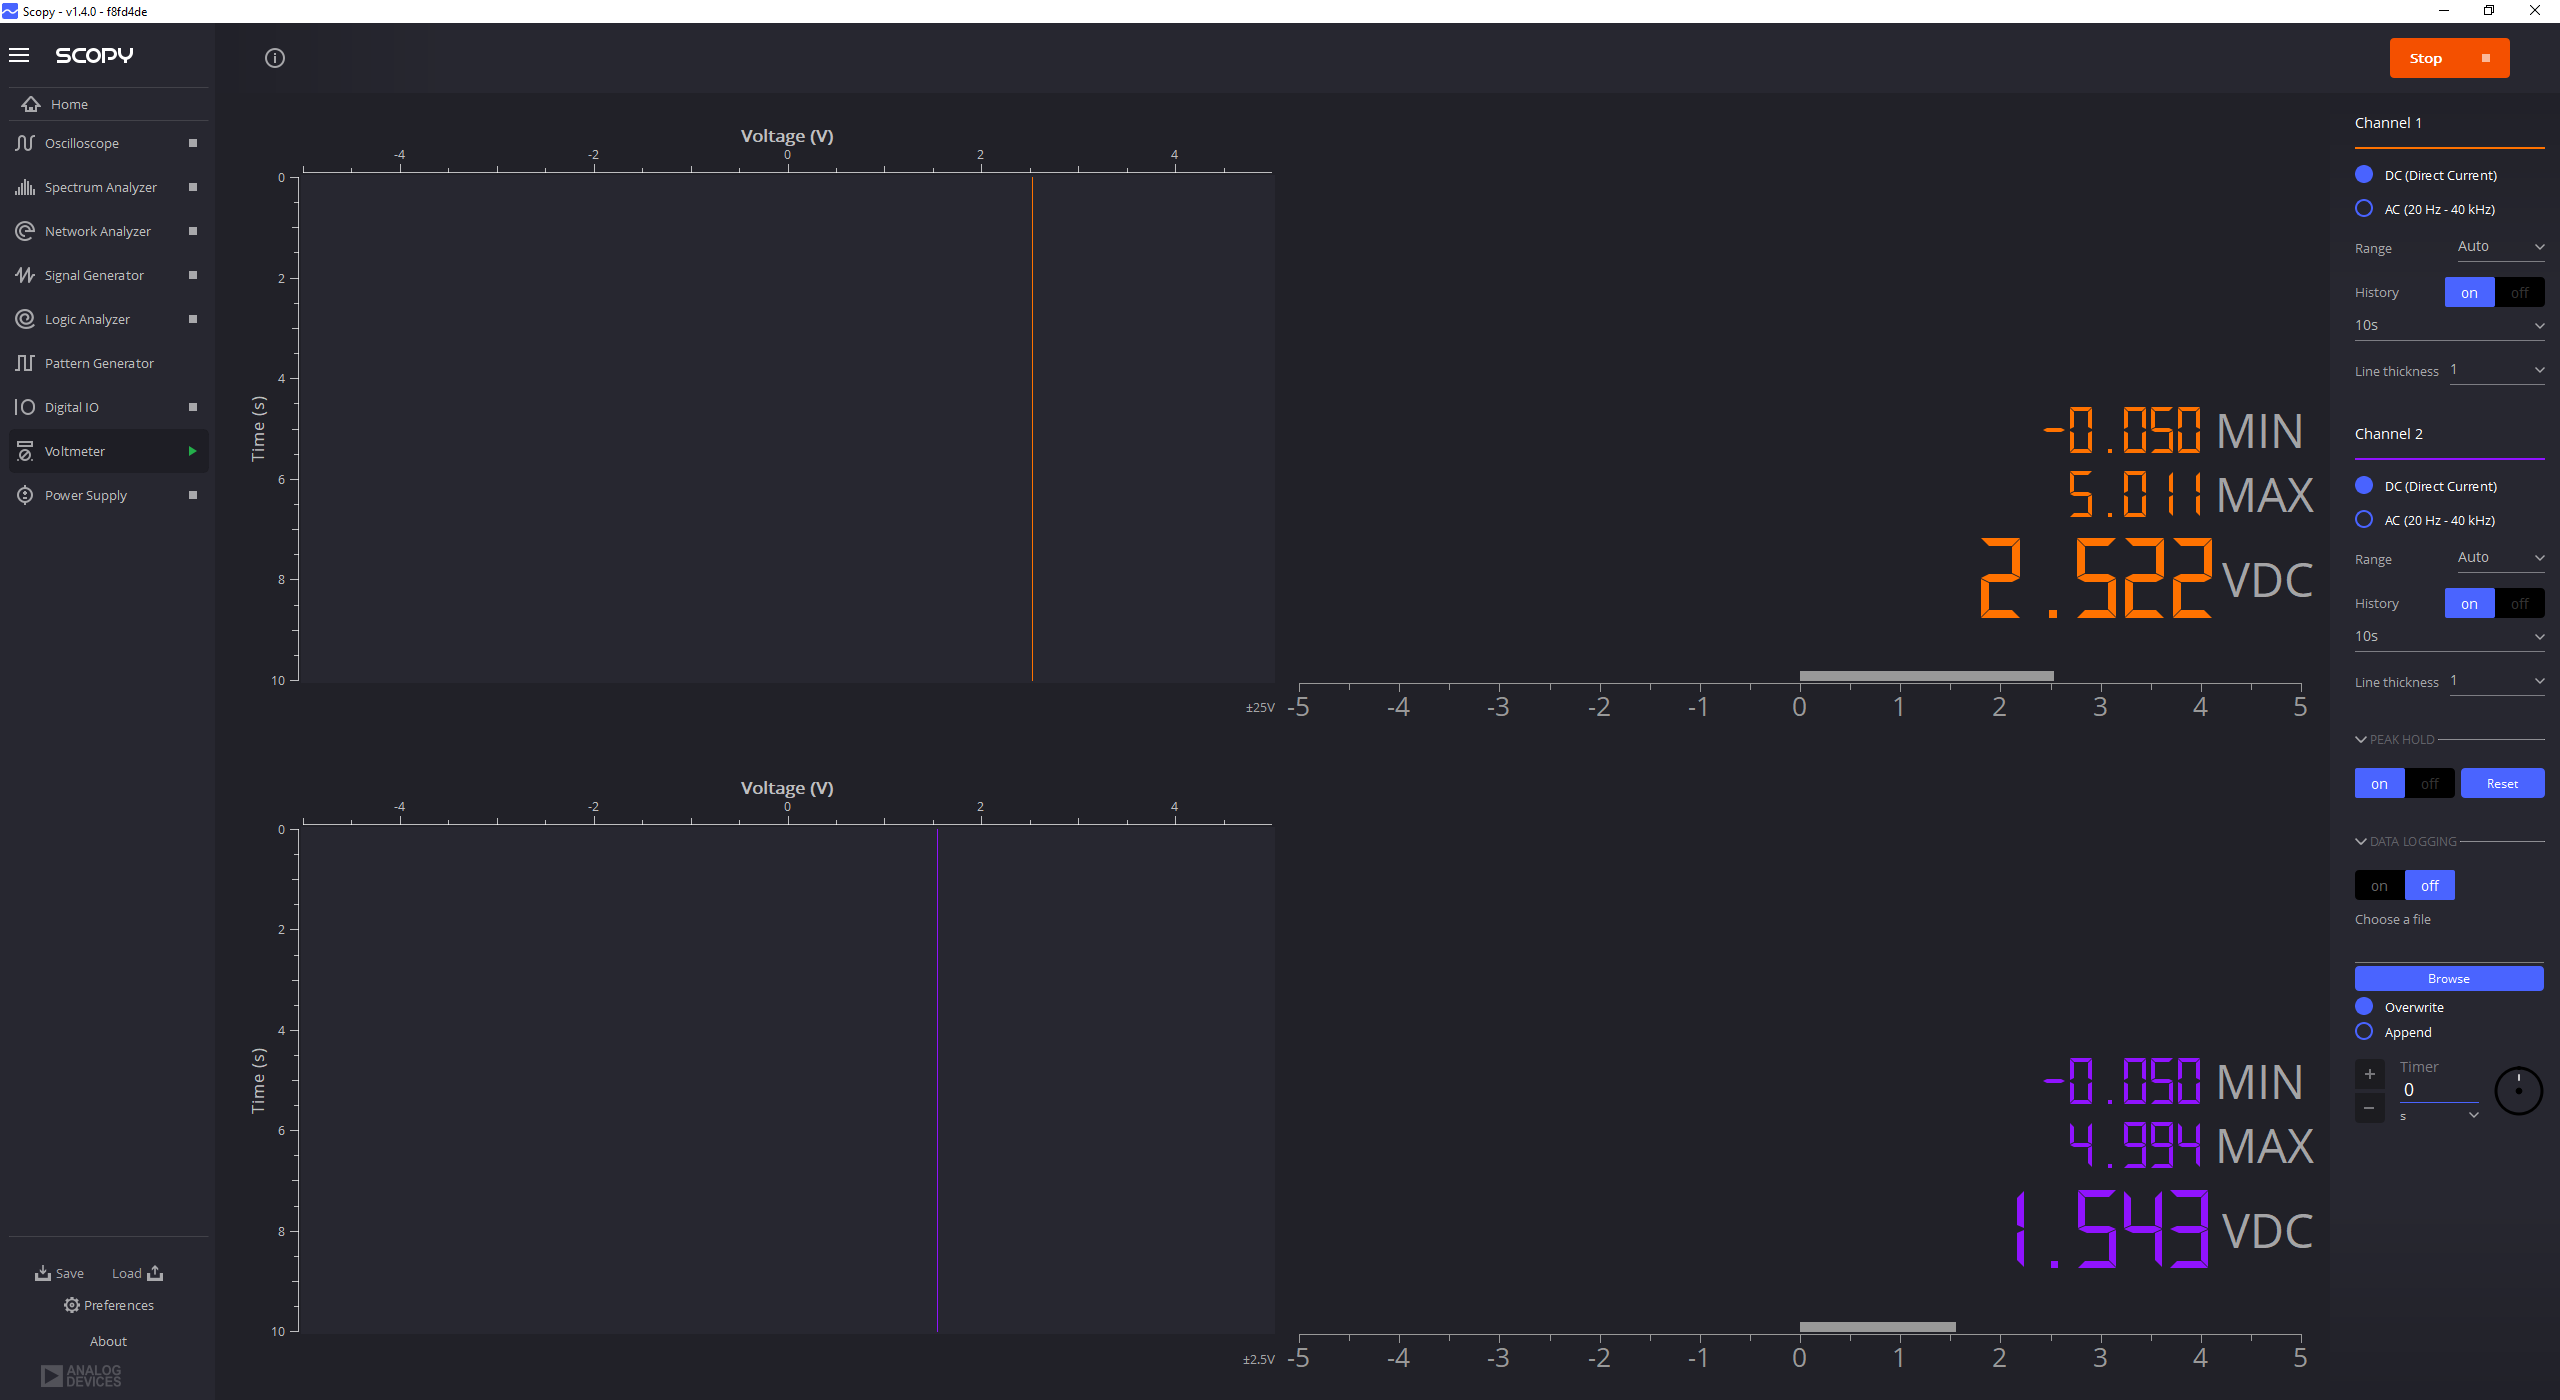 Scopy - v1.4.0 - f8fd4de
SCOPY
Stop
Home
Oscilloscope
Spectrum Analyzer
Network Analyzer
Signal Generator
Logic Analyzer
Pattern Generator
Digital IO
Voltmeter
Power Supply
Save Load
Preferences
About
ANALOG
DEVICES
Voltage (V)
-4 -2 0 2 4
Time (s)
0
2
4
6
8
10
±25V
-0.050 MIN
5.011 MAX
2.522 VDC
-5 -4 -3 -2 -1 0 1 2 3 4 5
Voltage (V)
-4 -2 0 2 4
Time (s)
0
2
4
6
8
10
±2.5V
-0.050 MIN
4.994 MAX
1.543 VDC
-5 -4 -3 -2 -1 0 1 2 3 4 5
Channel 1
DC (Direct Current)
AC (20 Hz - 40 kHz)
Range Auto
History on off
10s
Line thickness 1
Channel 2
DC (Direct Current)
AC (20 Hz - 40 kHz)
Range Auto
History on off
10s
Line thickness 1
PEAK HOLD
on off Reset
DATA LOGGING
on off
Choose a file
Browse
Overwrite
Append
+ Timer
0
- s